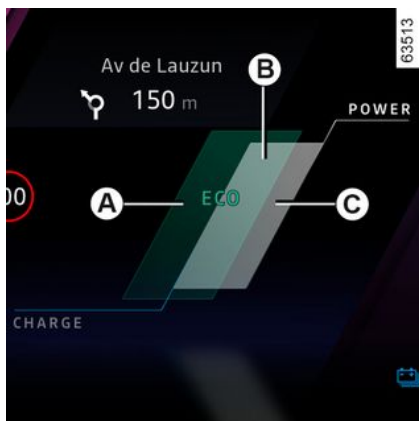 63513
Av de Lauzun
150 m
B
POWER
00
A
ECO
C
CHARGE